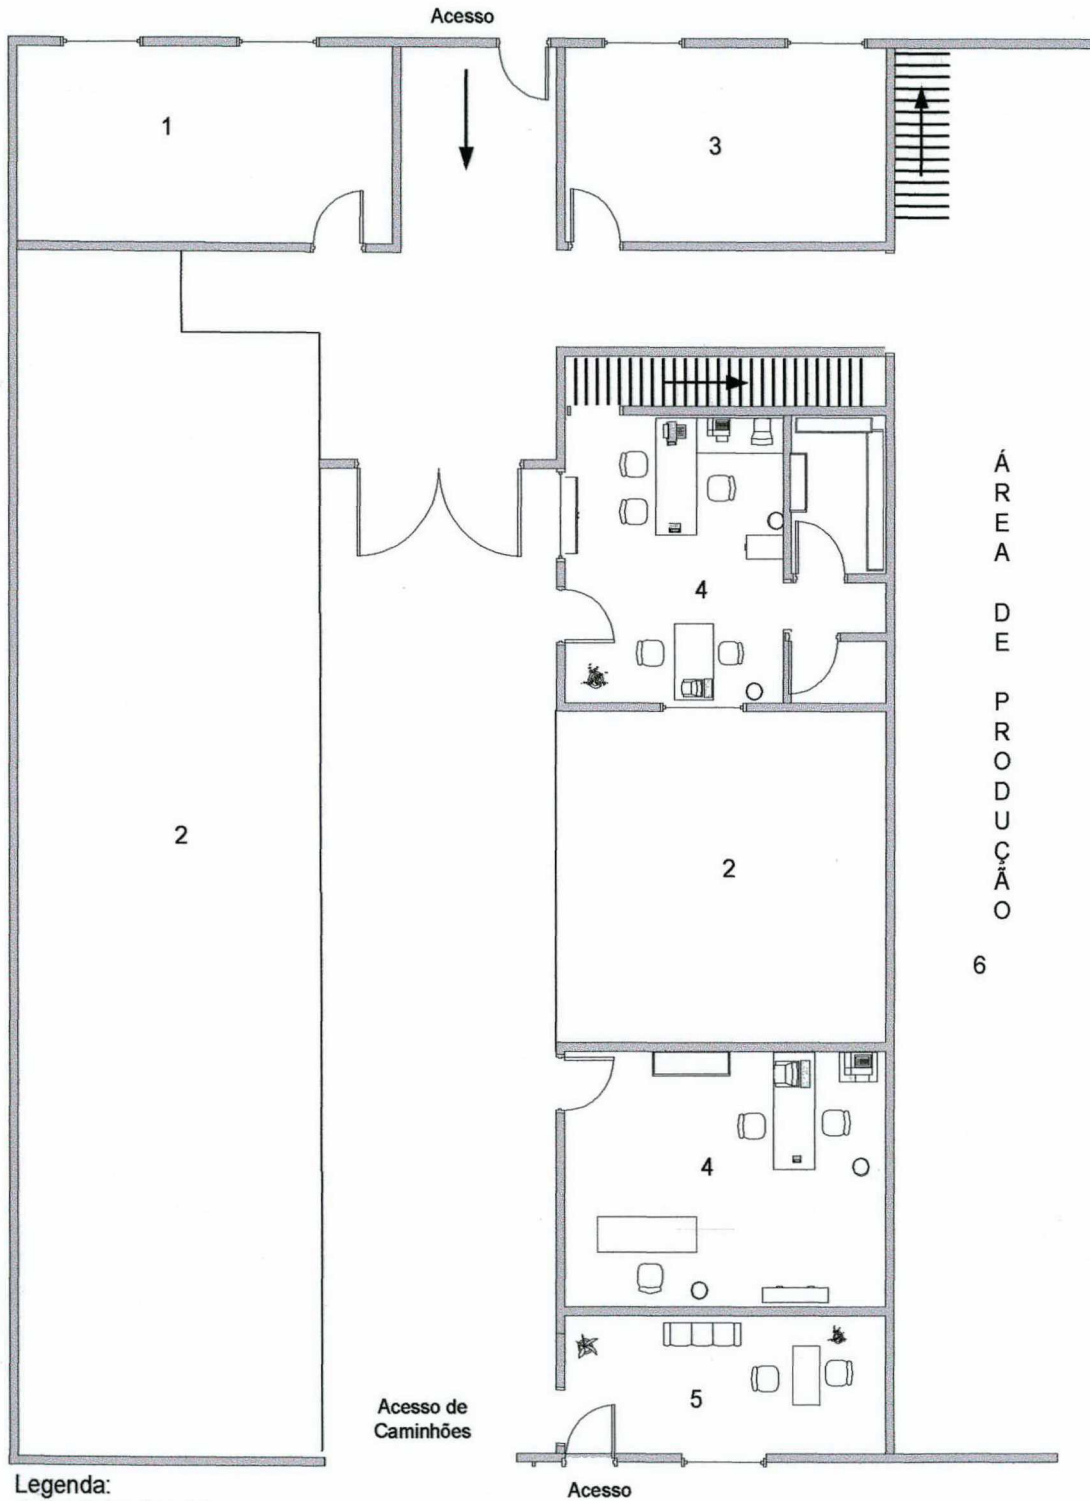 Acesso
1
3
4
2
2
ÁREA DE PRODUÇÃO
6
4
5
Acesso de
Caminhões
Acesso
Legenda: